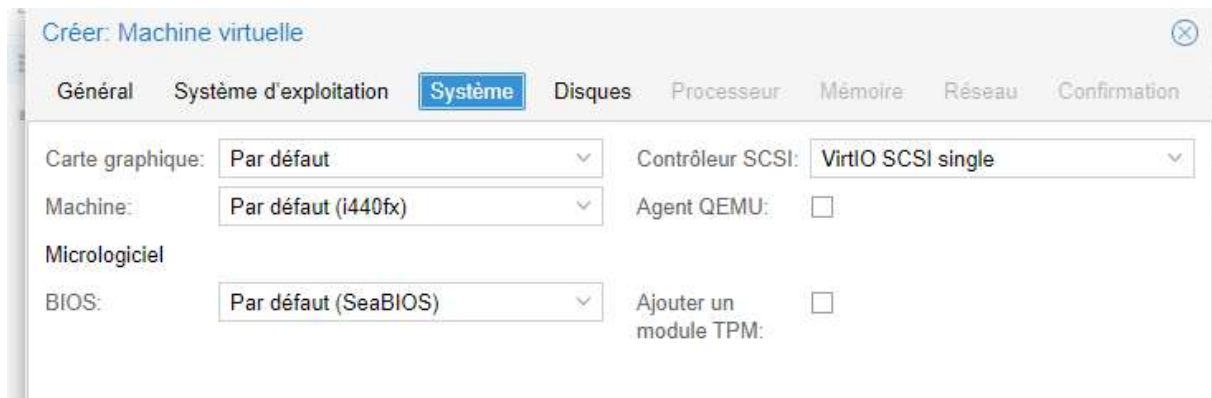 Créer: Machine virtuelle
Général Système d'exploitation Système Disques Processeur Mémoire Réseau Confirmation
Carte graphique: Par défaut Contrôleur SCSI: VirtIO SCSI single
Machine: Par défaut (i440fx) Agent QEMU:
Micrologiciel
BIOS: Par défaut (SeaBIOS) Ajouter un
module TPM: